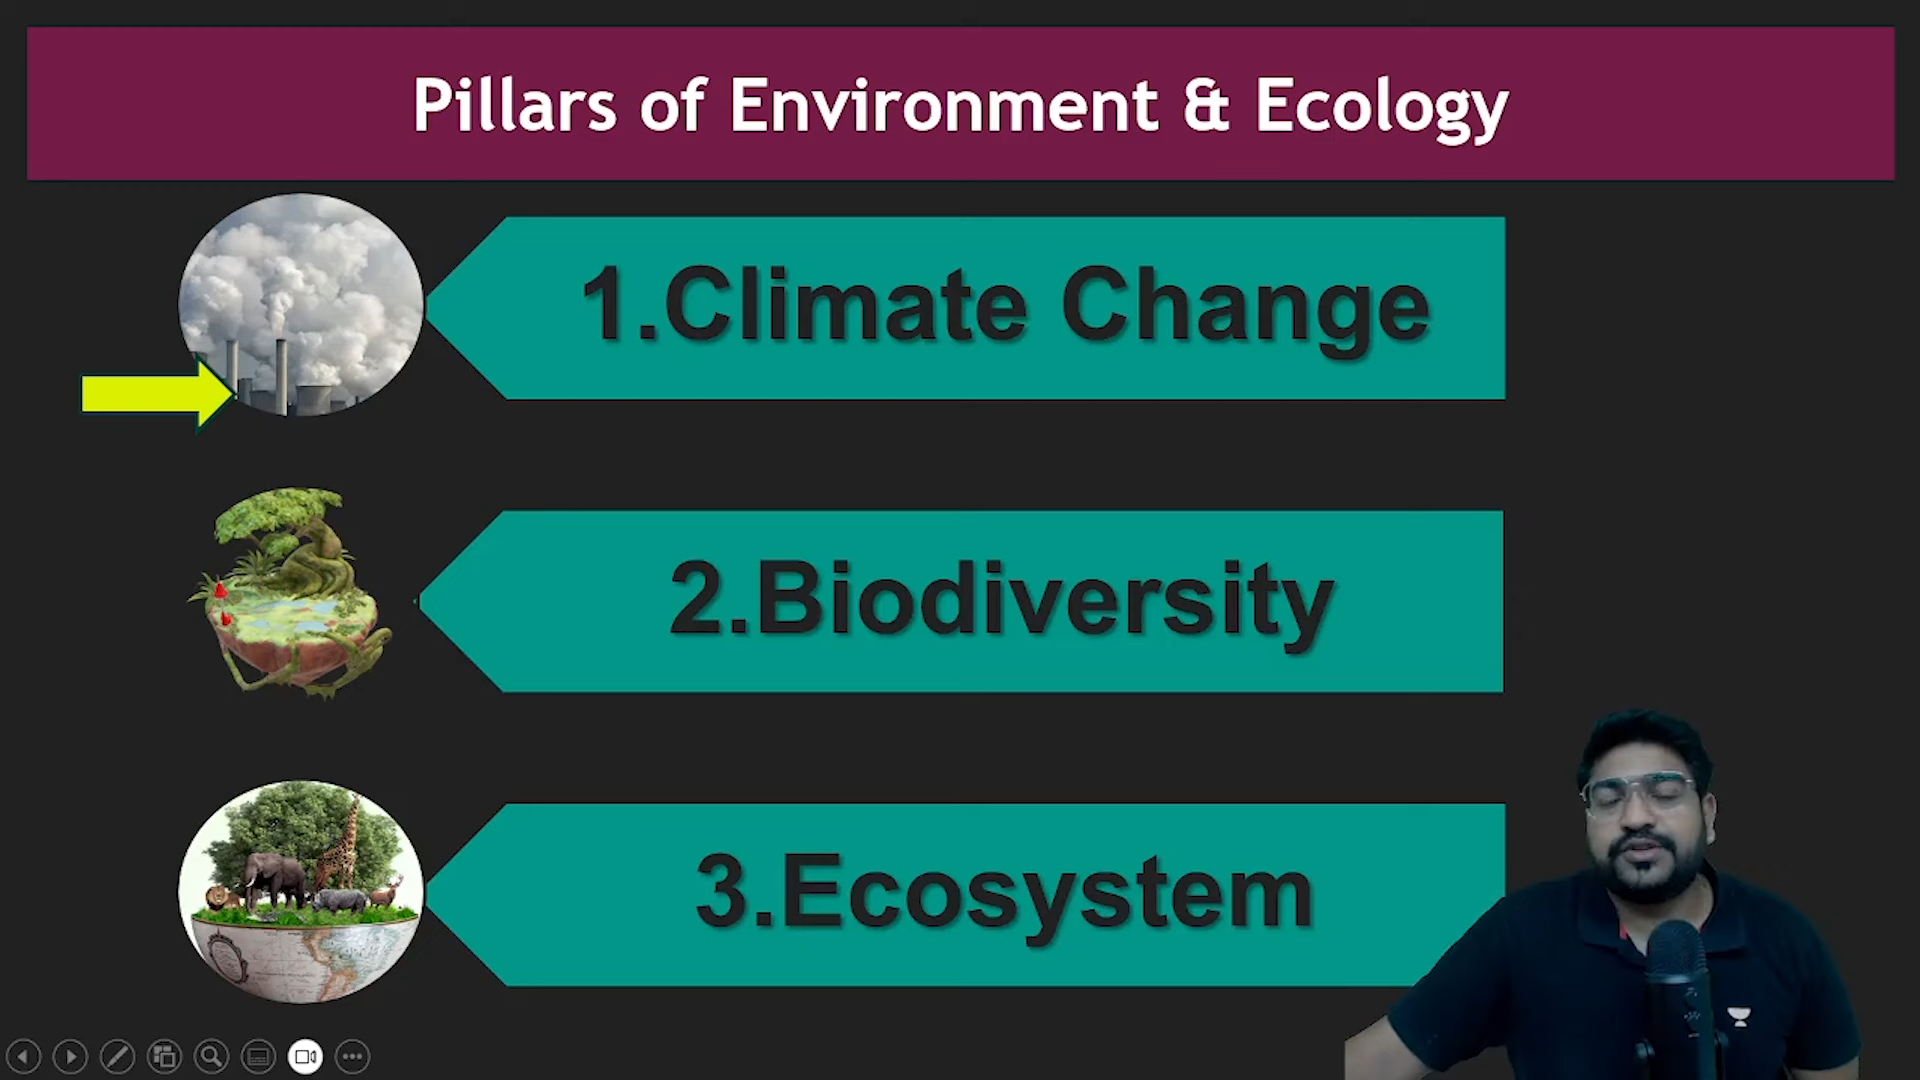 Pillars of Environment & Ecology
1.Climate Change
2.Biodiversity
3.Ecosystem